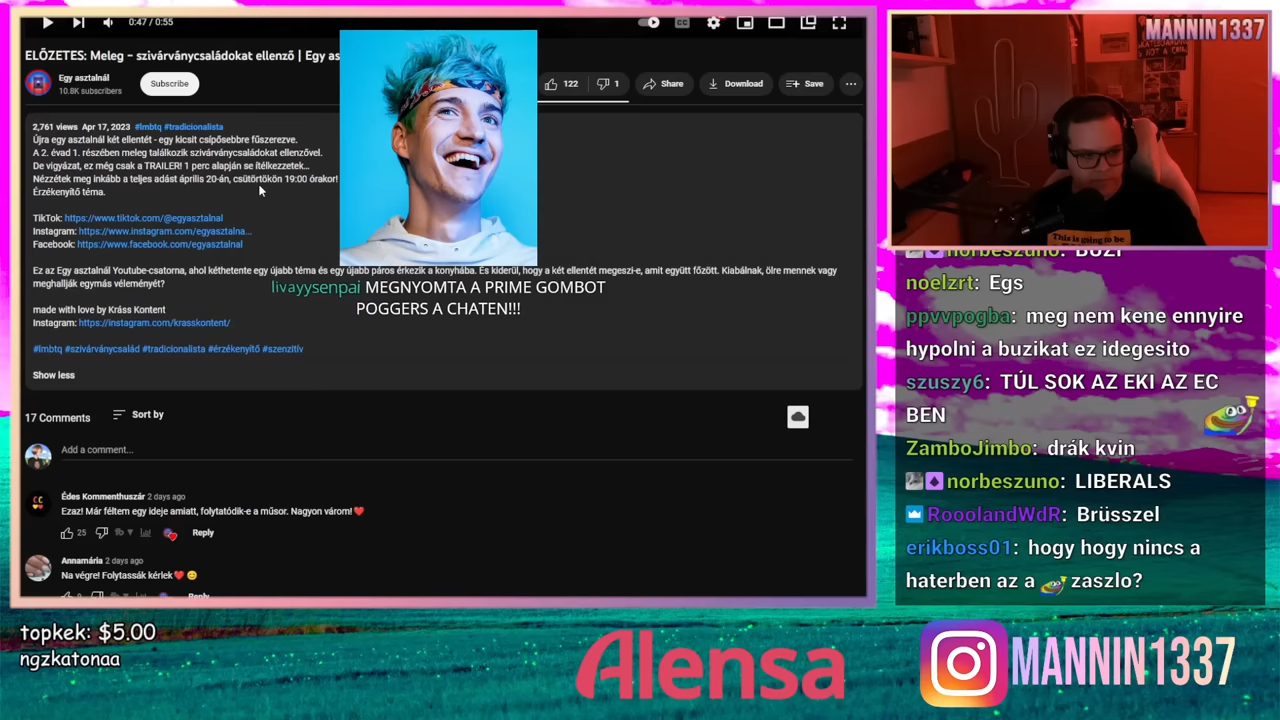 0:47 / 0:55
CC
ELŐZETES: Meleg - szivárványcsaládokat ellenző | Egy as
Egy asztalnál
10.8K subscribers
Subscribe
122
1
Share
Download
Save
2,761 views Apr 17, 2023 #lmbtq #tradicionalista
Újra egy asztalnál két ellentét - egy kicsit csípősebbre fűszerezve.
A 2. évad 1. részében meleg találkozik szivárványcsaládokat ellenzővel.
De vigyázat, ez még csak a TRAILER! 1 perc alapján se ítélkezzetek...
Nézzétek meg inkább a teljes adást április 20-án, csütörtökön 19:00 órakor!
Érzékenyítő téma.
TikTok: https://www.tiktok.com/@egyasztalnal
Instagram: https://www.instagram.com/egyasztalna...
Facebook: https://www.facebook.com/egyasztalnal
Ez az Egy asztalnál Youtube-csatorna, ahol kéthetente egy újabb téma és egy újabb páros érkezik a konyhába. És kiderül, hogy a két ellentét megeszi-e, amit együtt főzött. Kiabálnak, ölre mennek vagy
meghallják egymás véleményét?
livayysenpai MEGNYOMTA A PRIME GOMBOT
POGGERS A CHATEN!!!
made with love by Kráss Kontent
Instagram: https://instagram.com/krasskontent/
#lmbtq #szivárványcsalád #tradicionalista #érzékenyítő #szenzitív
Show less
17 Comments
Sort by
Add a comment...
Édes Kommenthuszár 2 days ago
Ezaz! Már féltem egy ideje amiatt, folytatódik-e a műsor. Nagyon várom!
25
Reply
Annamária 2 days ago
Na végre! Folytassák kérlek
Reply
MANNIN1337
This is going to be
norbeszuno: BUZI
noelzrt: Egs
ppvvpogba: meg nem kene ennyire
hypolni a buzikat ez idegesito
szuszy6: TÚL SOK AZ EKI AZ EC
BEN
ZamboJimbo: drák kvin
norbeszuno: LIBERALS
RooolandWdR: Brüsszel
erikboss01: hogy hogy nincs a
haterben az a zaszlo?
topkek: $5.00
ngzkatonaa
Alensa
MANNIN1337